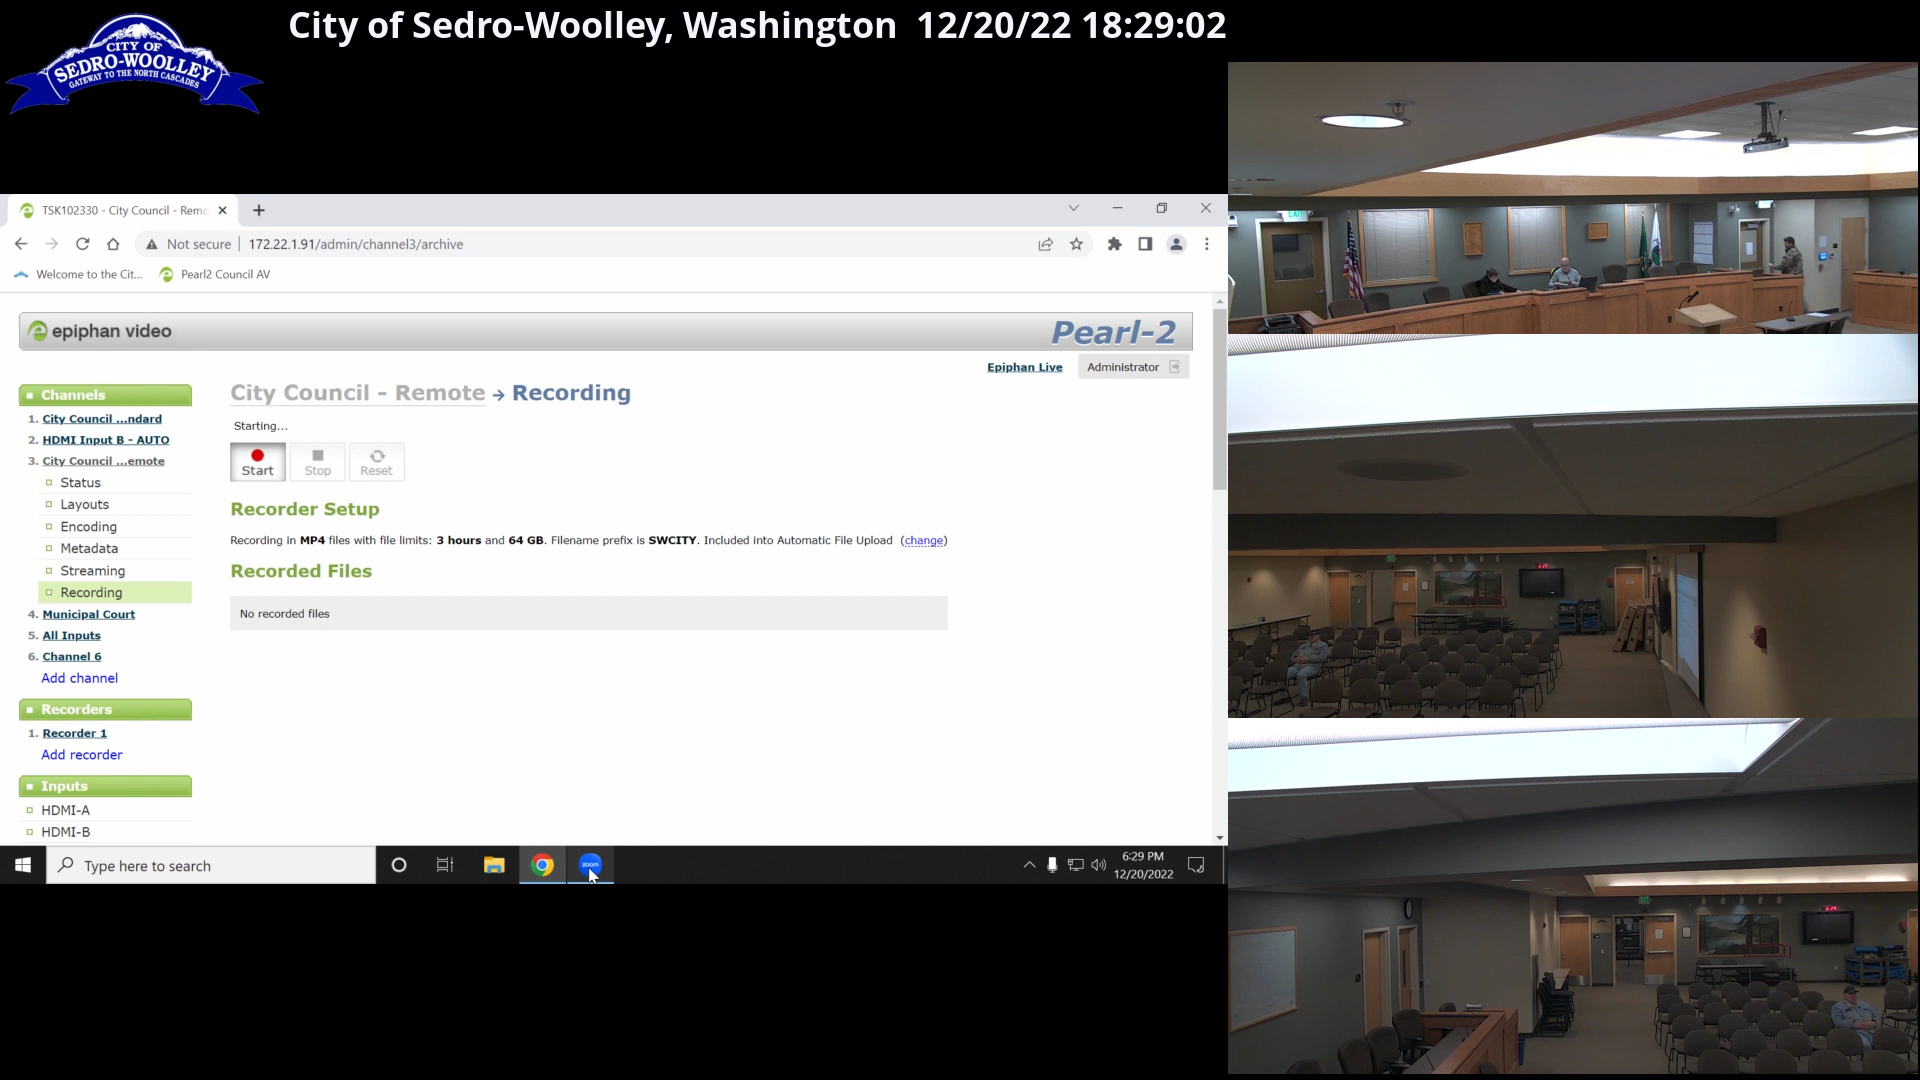 CITY OF
SEDRO-WOOLLEY
GATEWAY TO THE NORTH CASCADES
City of Sedro-Woolley, Washington 12/20/22 18:29:02
TSK102330 - City Council - Remo
Not secure | 172.22.1.91/admin/channel3/archive
Welcome to the Cit...
Pearl2 Council AV
epiphan video
Pearl-2
Epiphan Live
Administrator
Channels
1. City Council ...ndard
2. HDMI Input B - AUTO
3. City Council ...emote
Status
Layouts
Encoding
Metadata
Streaming
Recording
4. Municipal Court
5. All Inputs
6. Channel 6
Add channel
Recorders
1. Recorder 1
Add recorder
Inputs
HDMI-A
HDMI-B
City Council - Remote → Recording
Starting...
Start
Stop
Reset
Recorder Setup
Recording in MP4 files with file limits: 3 hours and 64 GB. Filename prefix is SWCITY. Included into Automatic File Upload (change)
Recorded Files
No recorded files
Type here to search
zoom
6:29 PM
12/20/2022
EXIT